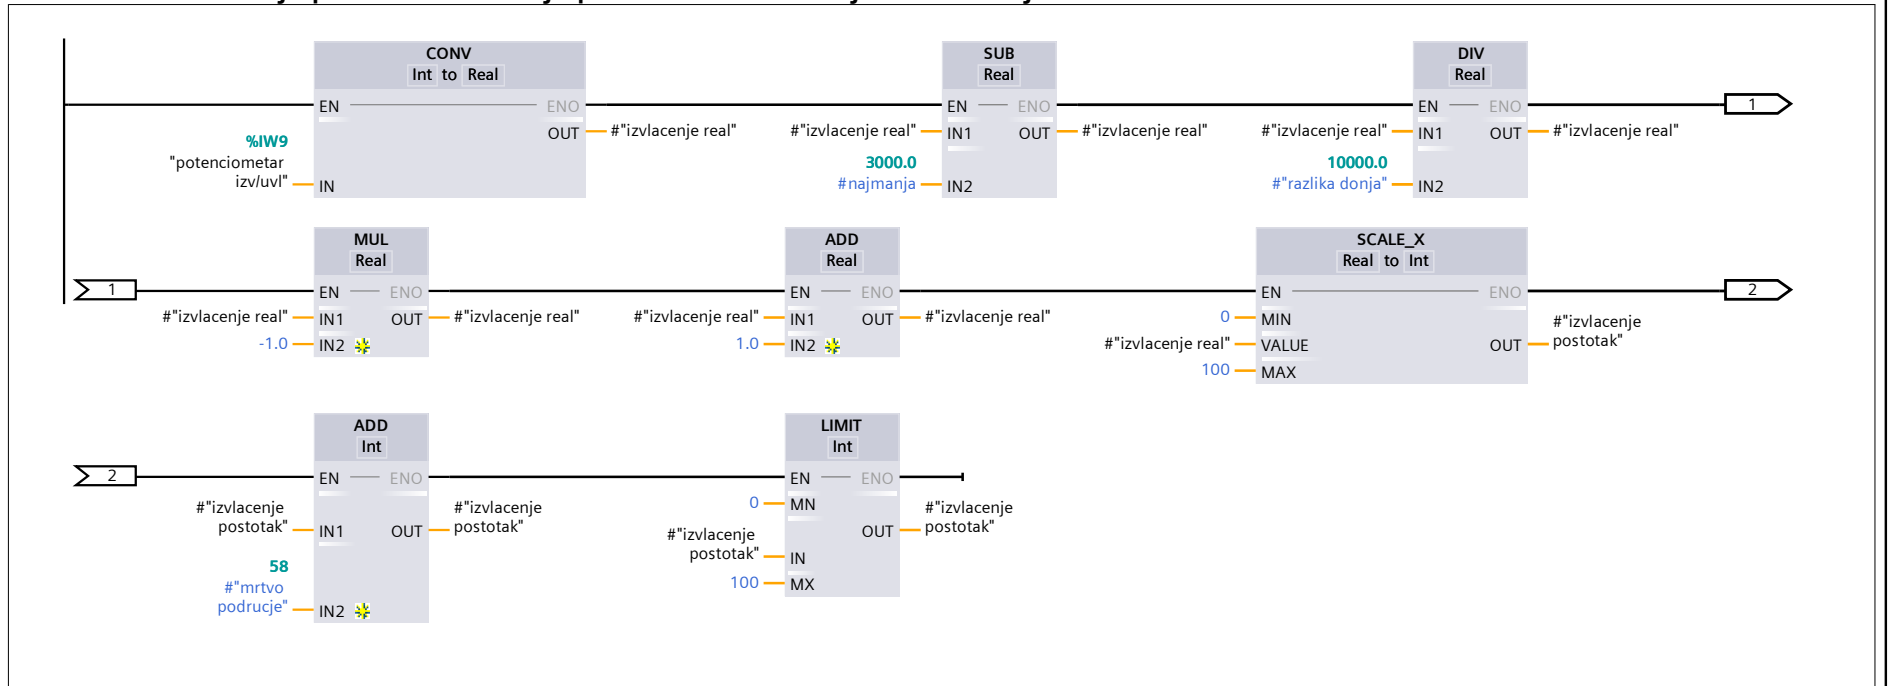 CONV
Int to Real
EN
ENO
OUT
#"izvlacenje real"
%IW9
"potenciometar
izv/uvl"
IN
SUB
Real
EN
ENO
#"izvlacenje real"
IN1
OUT
#"izvlacenje real"
3000.0
#najmanja
IN2
DIV
Real
EN
ENO
#"izvlacenje real"
IN1
OUT
#"izvlacenje real"
10000.0
#"razlika donja"
IN2
1
1
MUL
Real
EN
ENO
#"izvlacenje real"
IN1
OUT
#"izvlacenje real"
-1.0
IN2
ADD
Real
EN
ENO
#"izvlacenje real"
IN1
OUT
#"izvlacenje real"
1.0
IN2
SCALE_X
Real to Int
EN
ENO
0
MIN
#"izvlacenje real"
VALUE
OUT
#"izvlacenje
postotak"
100
MAX
2
2
ADD
Int
EN
ENO
#"izvlacenje
postotak"
IN1
OUT
#"izvlacenje
postotak"
58
#"mrtvo
podrucje"
IN2
LIMIT
Int
EN
ENO
0
MN
#"izvlacenje
postotak"
IN
OUT
#"izvlacenje
postotak"
100
MX